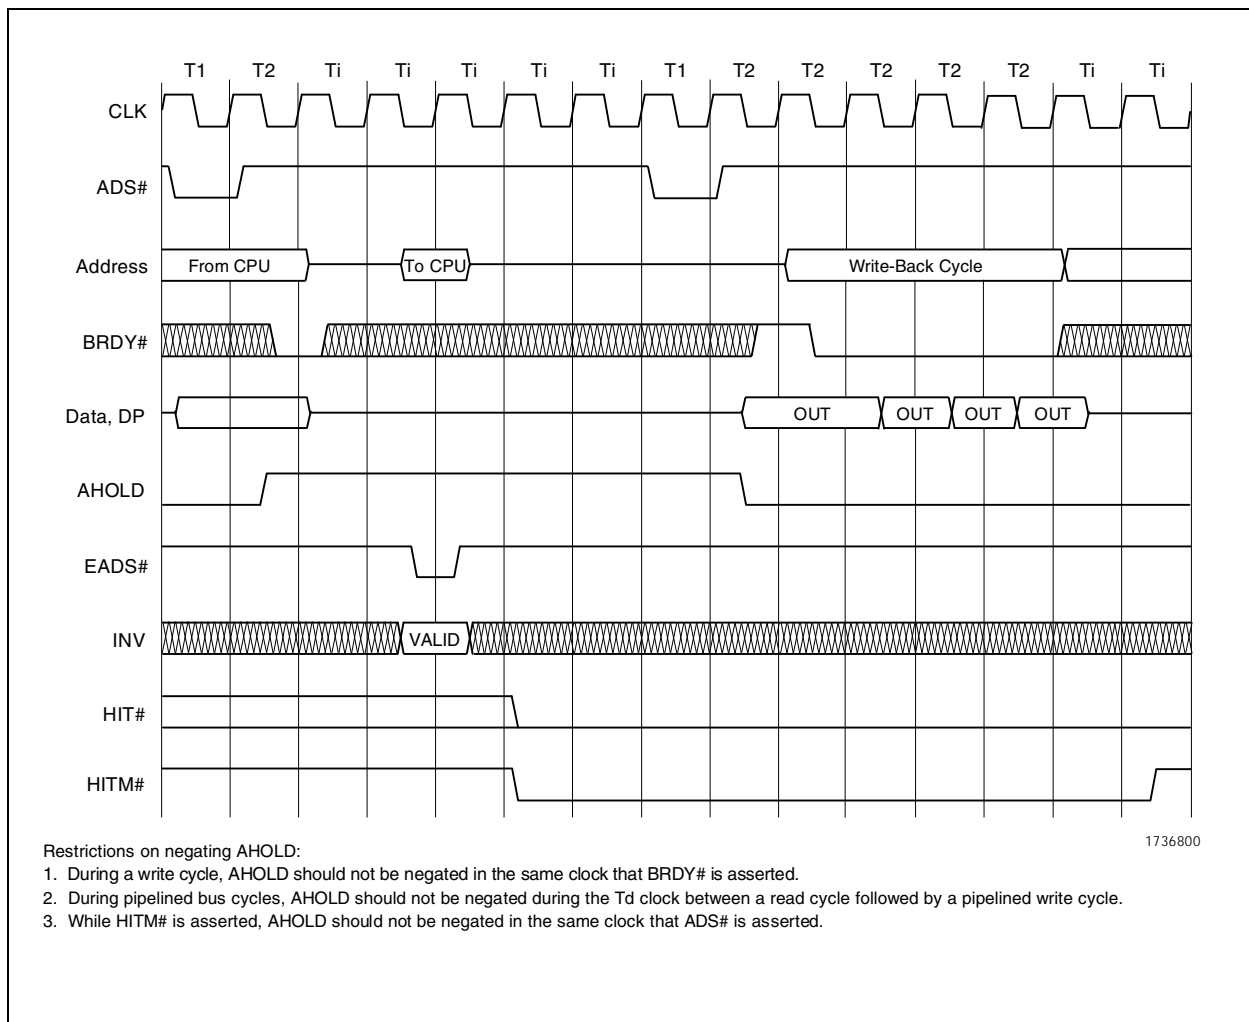 T1 T2 Ti Ti Ti Ti Ti T1 T2 T2 T2 T2 T2 Ti Ti
CLK
ADS#
Address From CPU To CPU Write-Back Cycle
BRDY#
Data, DP OUT OUT OUT OUT
AHOLD
EADS#
INV VALID
HIT#
HITM#
1736800
Restrictions on negating AHOLD:
1. During a write cycle, AHOLD should not be negated in the same clock that BRDY# is asserted.
2. During pipelined bus cycles, AHOLD should not be negated during the Td clock between a read cycle followed by a pipelined write cycle.
3. While HITM# is asserted, AHOLD should not be negated in the same clock that ADS# is asserted.